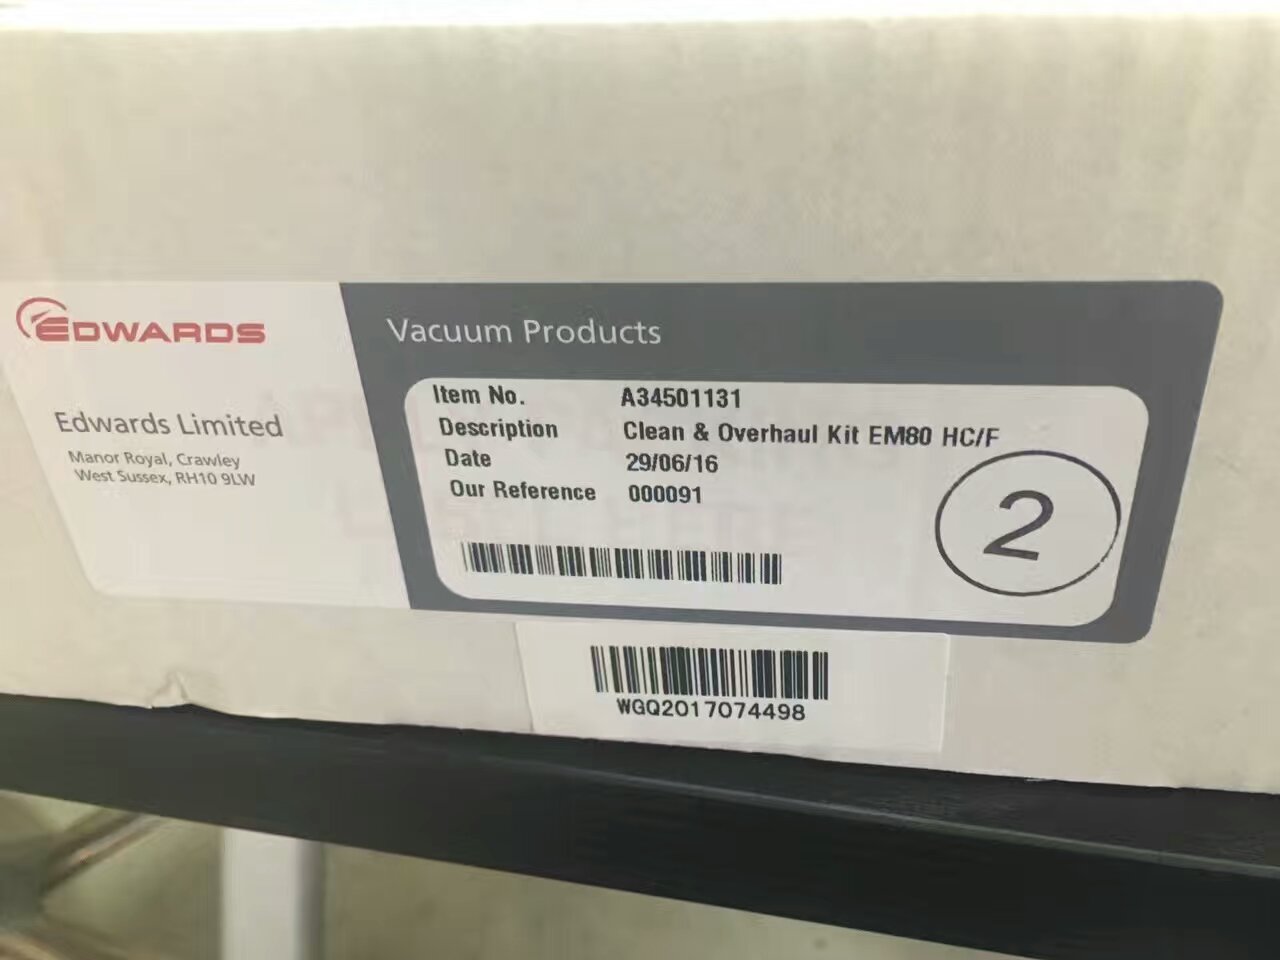 EDWARDS
Edwards Limited
Manor Royal, Crawley
West Sussex, RH10 9LW
Vacuum Products
Item No. A34501131
Description Clean & Overhaul Kit EM80 HC/F
Date 29/06/16
Our Reference 000091
2
WGQ2017074498